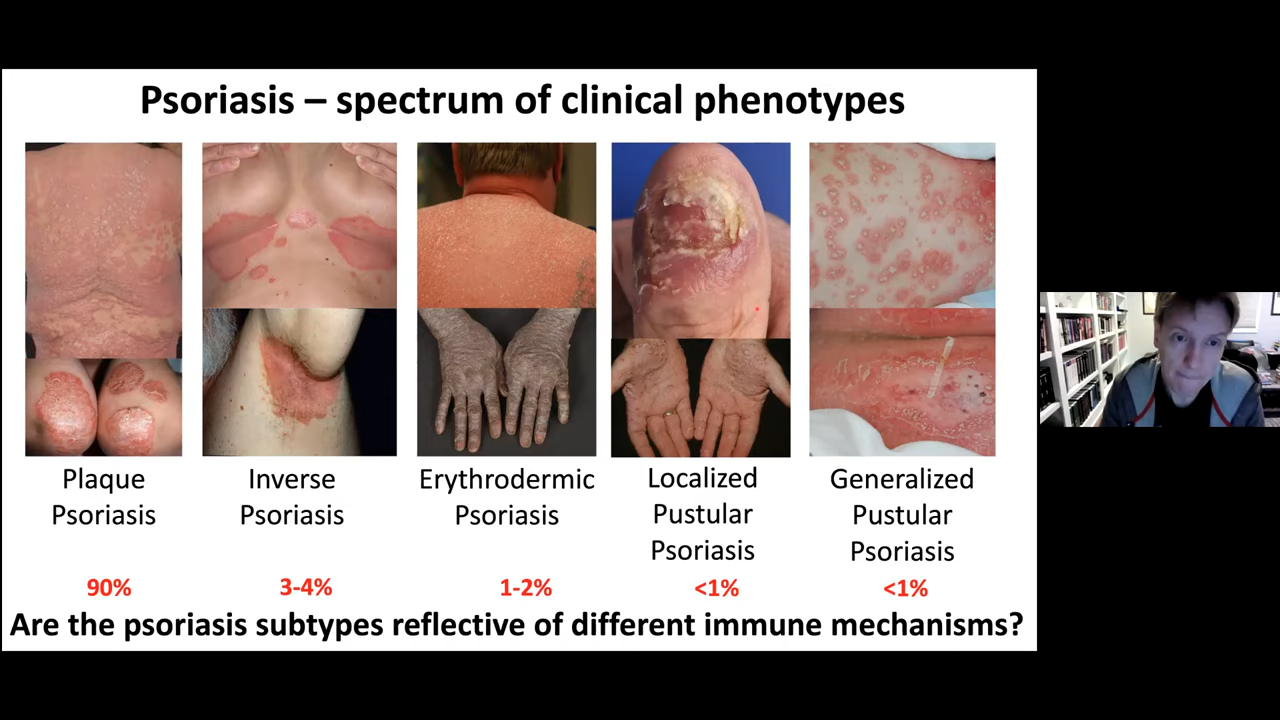 Psoriasis – spectrum of clinical phenotypes
Plaque
Psoriasis
Inverse
Psoriasis
Erythrodermic
Psoriasis
Localized
Pustular
Psoriasis
Generalized
Pustular
Psoriasis
90%
3-4%
1-2%
<1%
<1%
Are the psoriasis subtypes reflective of different immune mechanisms?